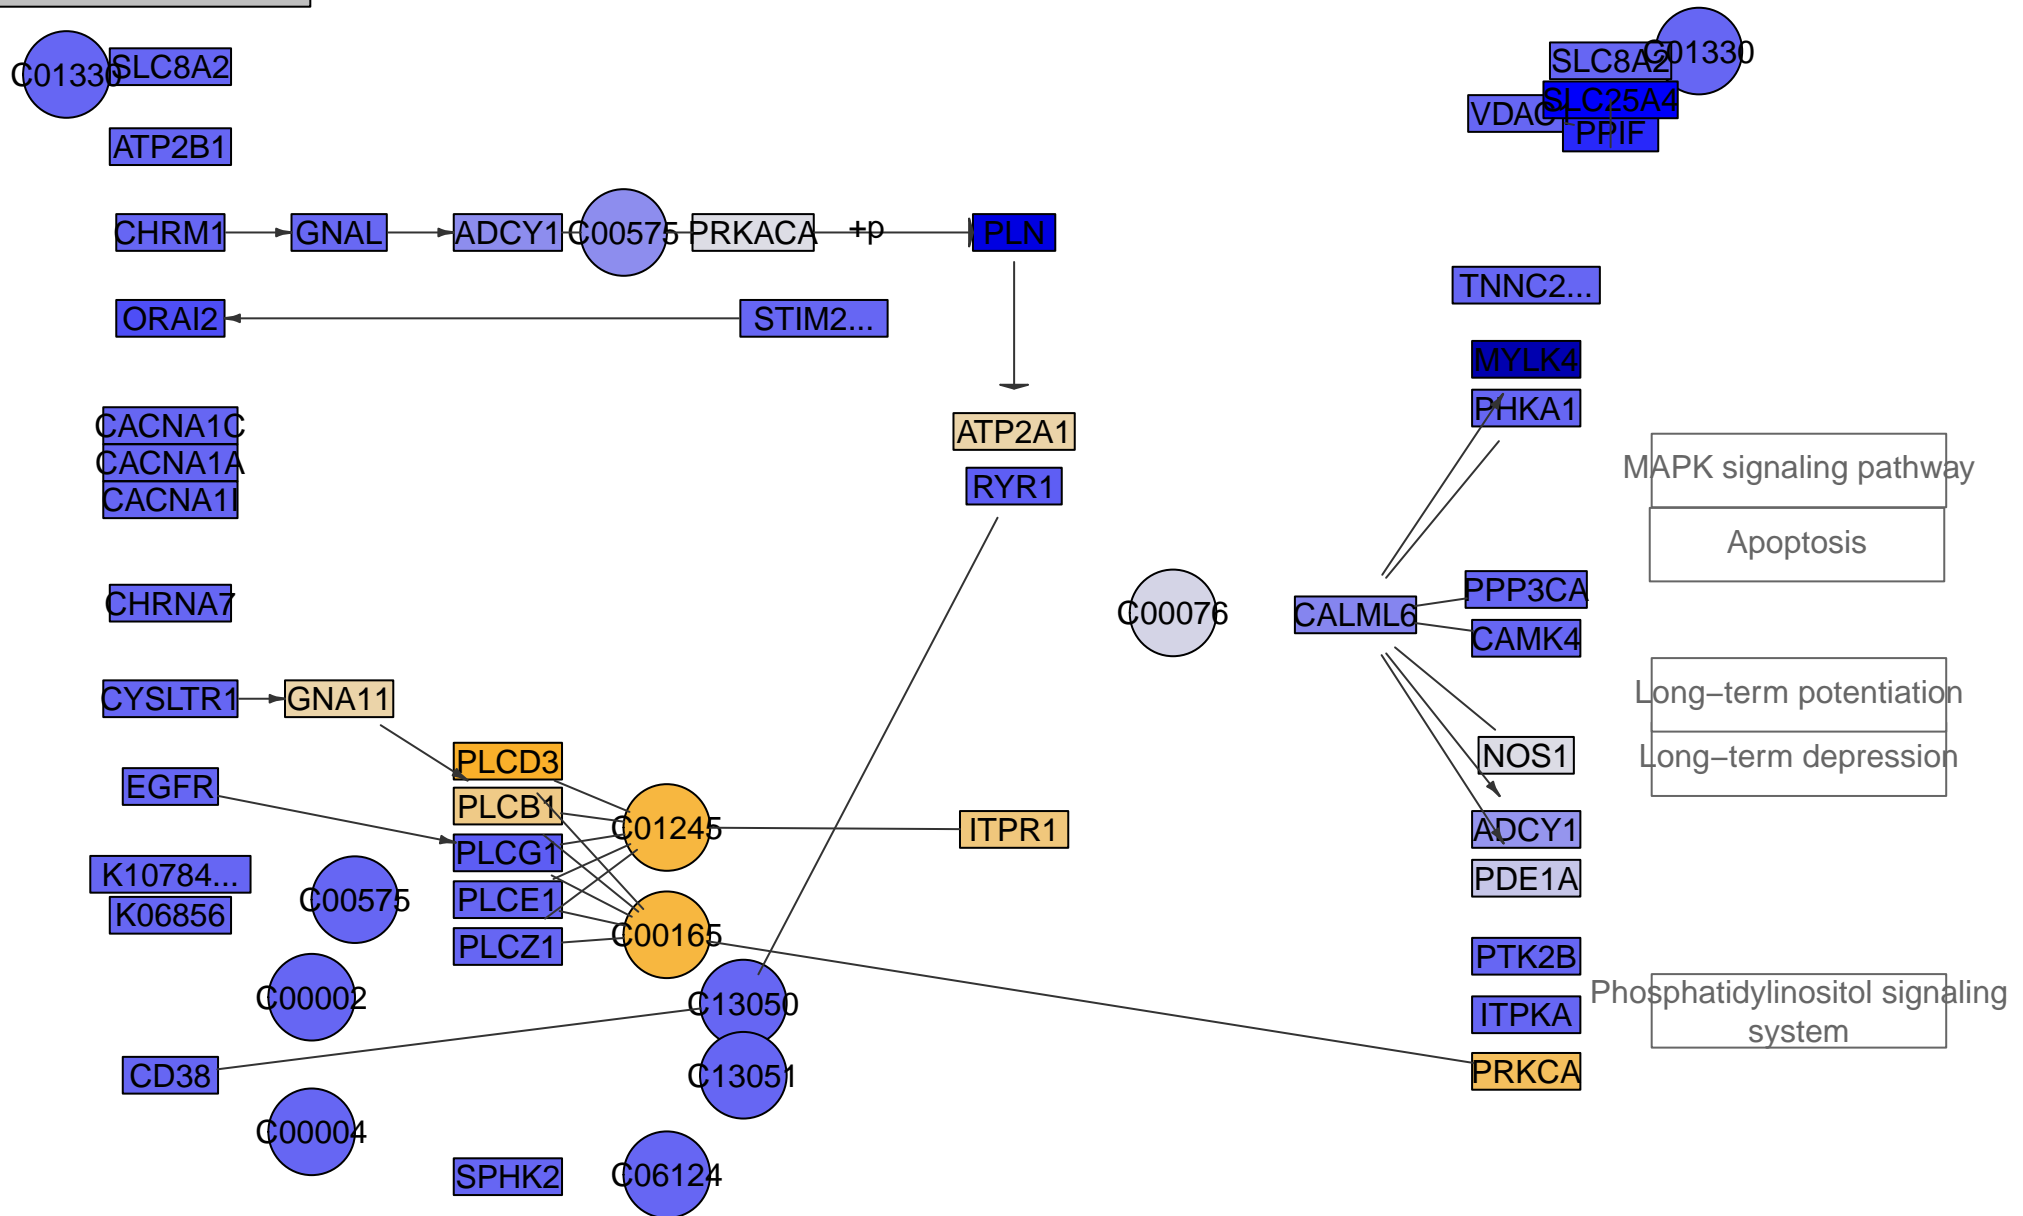 C01330
SLC8A2
SLC8A2
C01330
SLC25A4
VDAC1
PPIF
ATP2B1
CHRM1
GNAL
ADCY1
C00575
PRKACA
+p
PLN
ORAI2
STIM2...
TNNC2...
MYLK4
PHKA1
CACNA1C
CACNA1A
CACNA1I
ATP2A1
RYR1
MAPK signaling pathway
Apoptosis
CHRNA7
C00076
CALML6
PPP3CA
CAMK4
CYSLTR1
GNA11
Long−term potentiation
Long−term depression
NOS1
PLCD3
EGFR
PLCB1
C01245
ITPR1
ADCY1
PLCG1
K10784...
C00575
PLCE1
PDE1A
K06856
C00165
PLCZ1
PTK2B
C00002
C13050
ITPKA
Phosphatidylinositol signaling
system
CD38
C13051
PRKCA
C00004
SPHK2
C06124